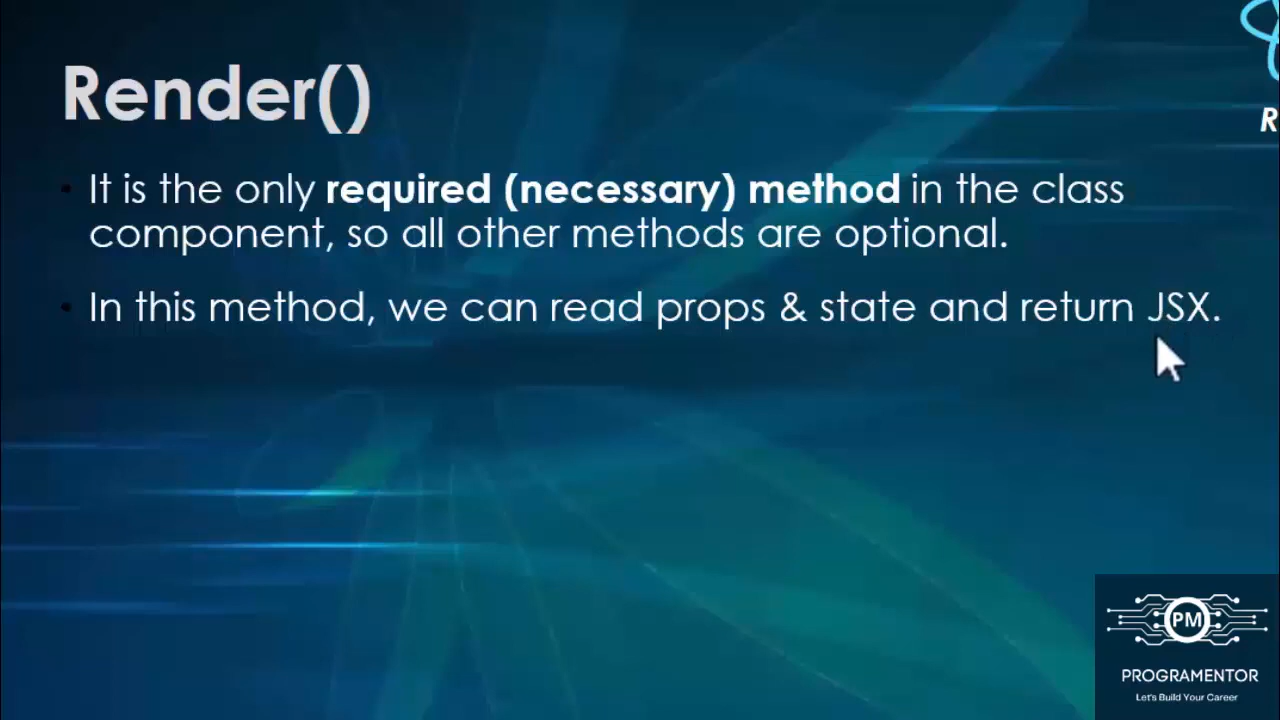 Render()
R
It is the only required (necessary) method in the class
component, so all other methods are optional.
In this method, we can read props & state and return JSX.
PM
PROGRAMENTOR
Let's Build Your Career